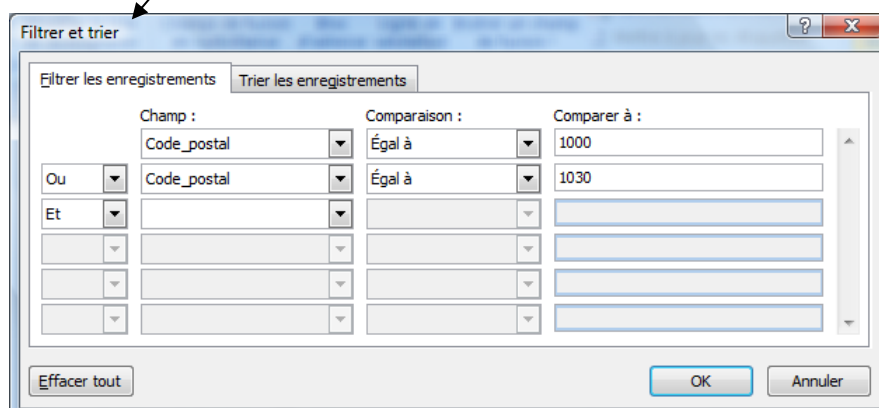 Filtrer et trier
Filtrer les enregistrements Trier les enregistrements
Champ : Comparaison : Comparer à :
Code_postal Égal à 1000
Ou Code_postal Égal à 1030
Et
Effacer tout OK Annuler